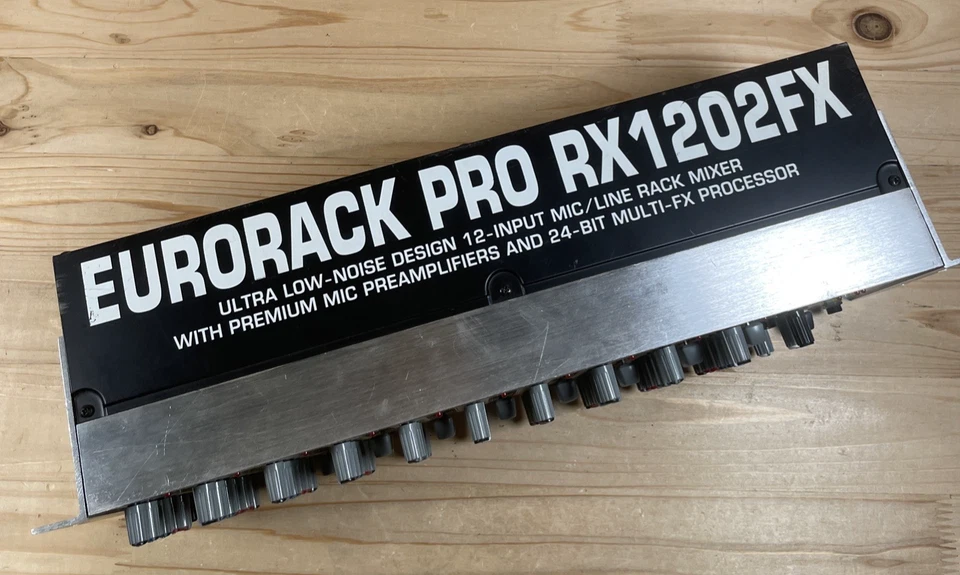 EURORACK PRO RX1202FX
ULTRA LOW-NOISE DESIGN 12-INPUT MIC/LINE RACK MIXER
WITH PREMIUM MIC PREAMPLIFIERS AND 24-BIT MULTI-FX PROCESSOR